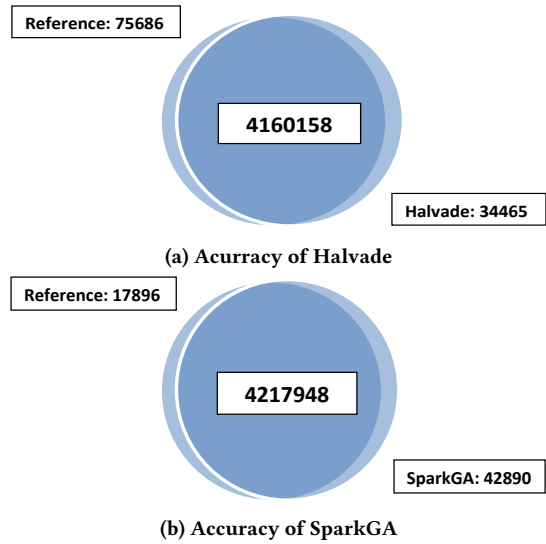 Reference: 75686
4160158
Halvade: 34465
(a) Acurracy of Halvade
Reference: 17896
4217948
SparkGA: 42890
(b) Accuracy of SparkGA